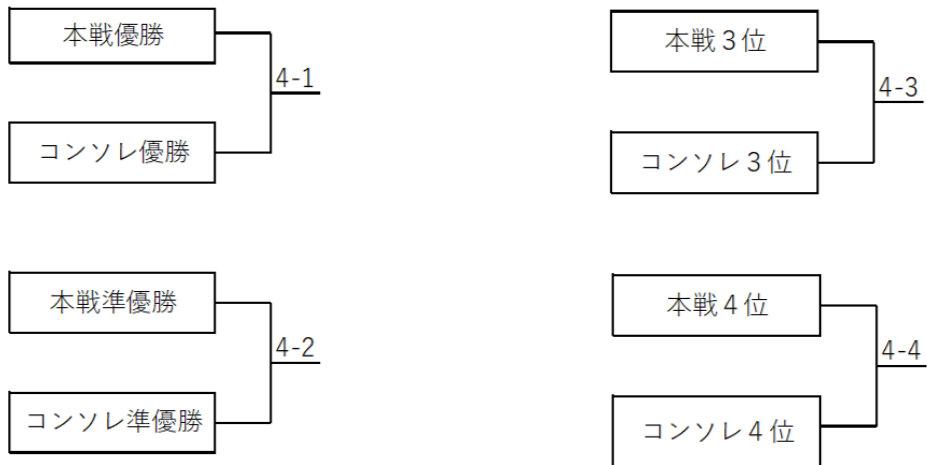 本戦優勝
4-1
コンソレ優勝
本戦準優勝
4-2
コンソレ準優勝
本戦３位
4-3
コンソレ３位
本戦４位
4-4
コンソレ４位